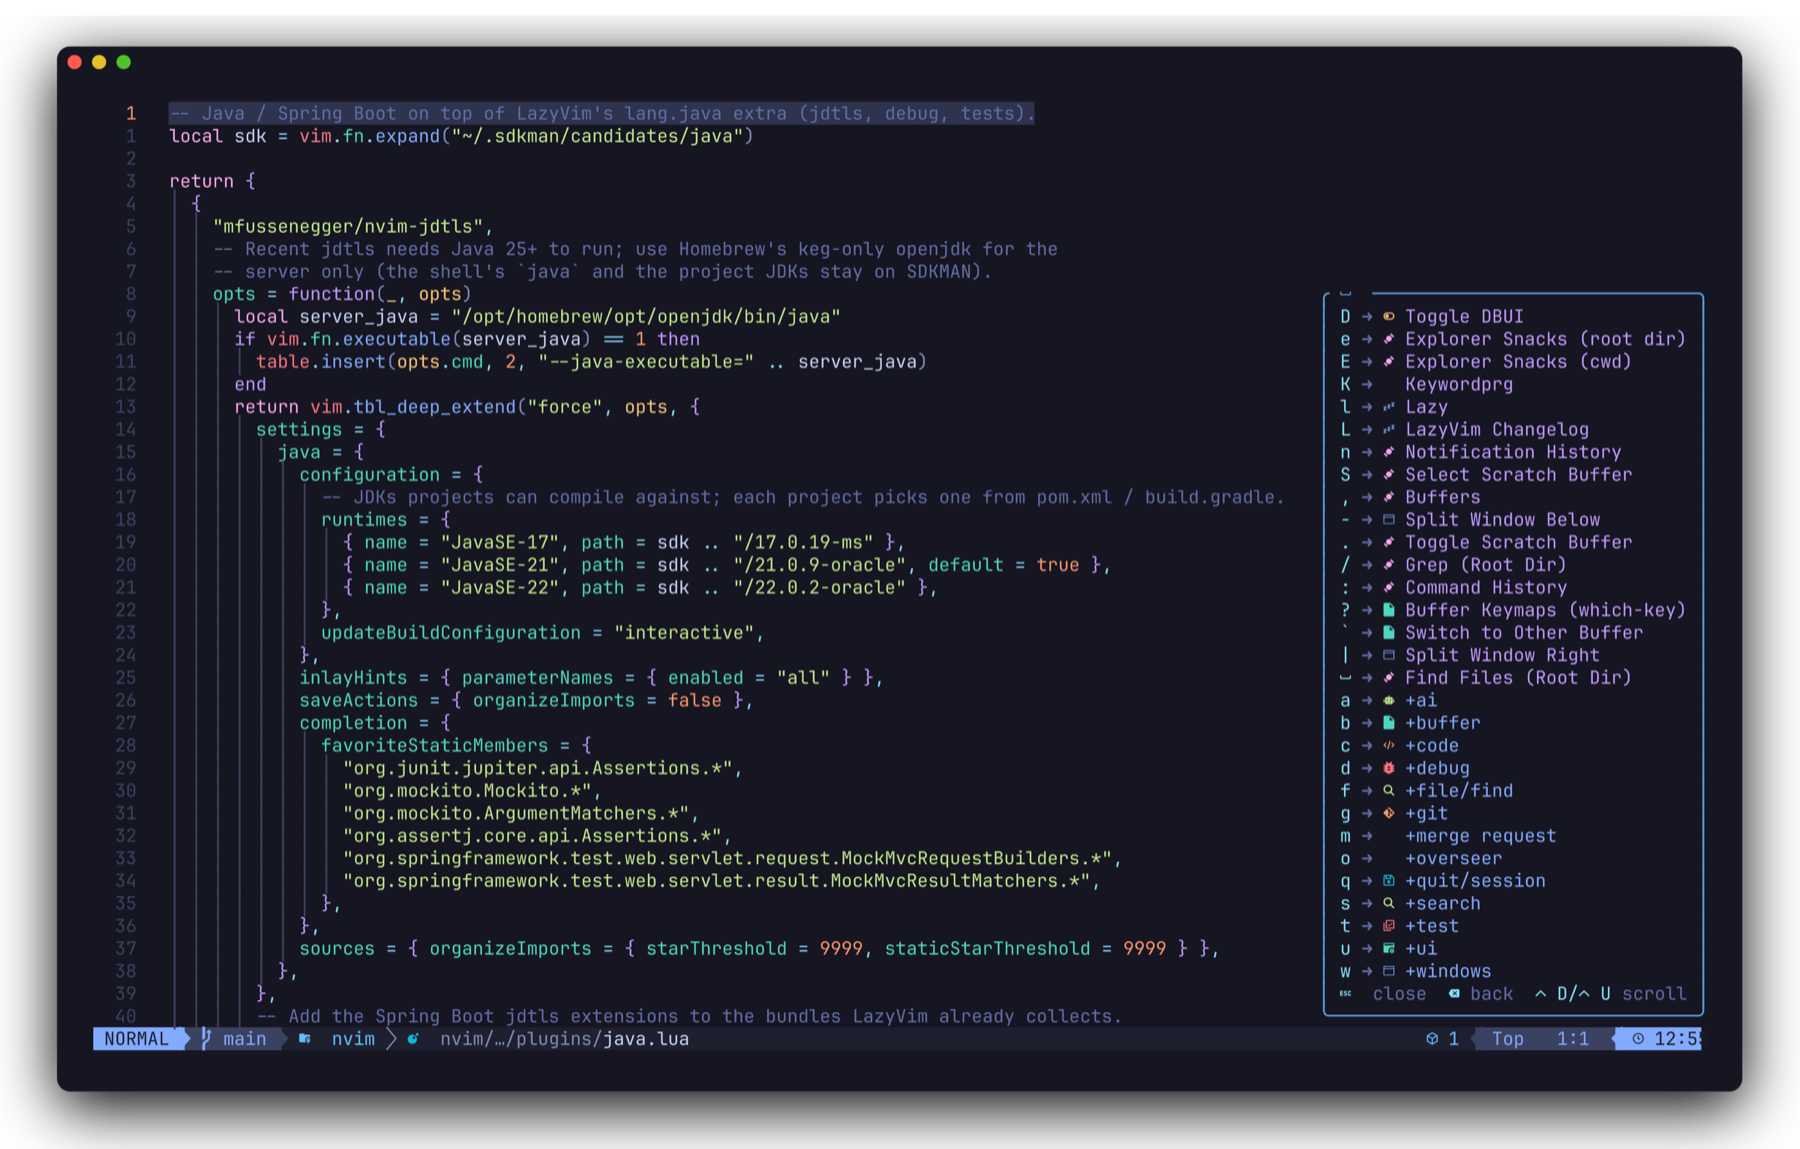 1 -- Java / Spring Boot on top of LazyVim's lang.java extra (jdtls, debug, tests).
1 local sdk = vim.fn.expand("~/.sdkman/candidates/java")
2
3 return {
4 {
5 "mfussenegger/nvim-jdtls",
6 -- Recent jdtls needs Java 25+ to run; use Homebrew's keg-only openjdk for the
7 -- server only (the shell's `java` and the project JDKs stay on SDKMAN).
8 opts = function(_, opts)
9 local server_java = "/opt/homebrew/opt/openjdk/bin/java"
10 if vim.fn.executable(server_java) == 1 then
11 table.insert(opts.cmd, 2, "--java-executable=" .. server_java)
12 end
13 return vim.tbl_deep_extend("force", opts, {
14 settings = {
15 java = {
16 configuration = {
17 -- JDKs projects can compile against; each project picks one from pom.xml / build.gradle.
18 runtimes = {
19 { name = "JavaSE-17", path = sdk .. "/17.0.19-ms" },
20 { name = "JavaSE-21", path = sdk .. "/21.0.9-oracle", default = true },
21 { name = "JavaSE-22", path = sdk .. "/22.0.2-oracle" },
22 },
23 updateBuildConfiguration = "interactive",
24 },
25 inlayHints = { parameterNames = { enabled = "all" } },
26 saveActions = { organizeImports = false },
27 completion = {
28 favoriteStaticMembers = {
29 "org.junit.jupiter.api.Assertions.*",
30 "org.mockito.Mockito.*",
31 "org.mockito.ArgumentMatchers.*",
32 "org.assertj.core.api.Assertions.*",
33 "org.springframework.test.web.servlet.request.MockMvcRequestBuilders.*",
34 "org.springframework.test.web.servlet.result.MockMvcResultMatchers.*",
35 },
36 },
37 sources = { organizeImports = { starThreshold = 9999, staticStarThreshold = 9999 } },
38 },
39 },
40 -- Add the Spring Boot jdtls extensions to the bundles LazyVim already collects.
D → Toggle DBUI
e → Explorer Snacks (root dir)
E → Explorer Snacks (cwd)
K → Keywordprg
l → Lazy
L → LazyVim Changelog
n → Notification History
S → Select Scratch Buffer
, → Buffers
- → Split Window Below
. → Toggle Scratch Buffer
/ → Grep (Root Dir)
: → Command History
? → Buffer Keymaps (which-key)
` → Switch to Other Buffer
| → Split Window Right
␣ → Find Files (Root Dir)
a → +ai
b → +buffer
c → +code
d → +debug
f → +file/find
g → +git
m → +merge request
o → +overseer
q → +quit/session
s → +search
t → +test
u → +ui
w → +windows
ESC close back ^ D/^ U scroll
NORMAL main nvim nvim/…/plugins/java.lua 1 Top 1:1